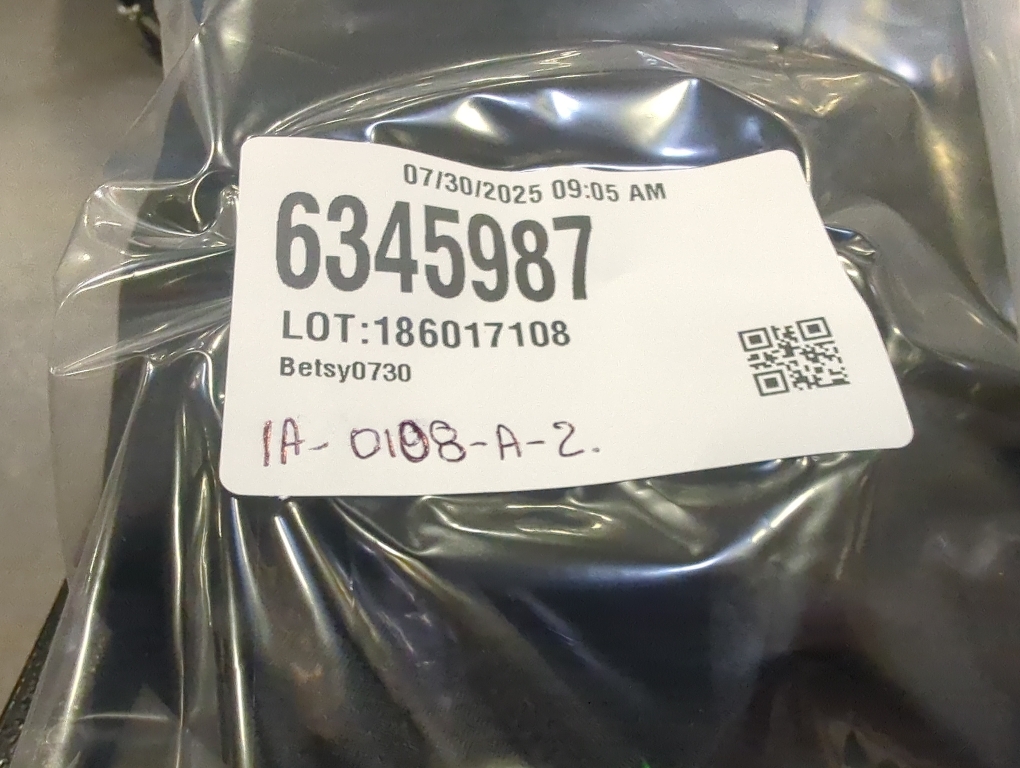 07/30/2025 09:05 AM
6345987
LOT:186017108
Betsy0730
1A- 0108-A-2.